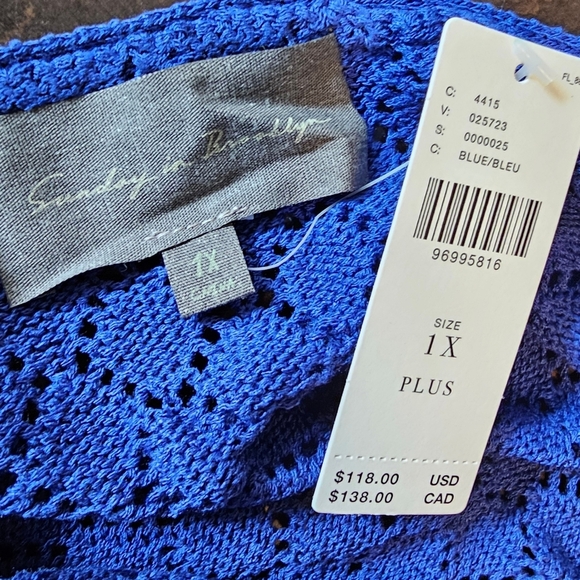 Sunday in Brooklyn
1X
CHINA
C: 4415
V: 025723
S: 0000025
C: BLUE/BLEU
96995816
SIZE
1X
PLUS
$118.00 USD
$138.00 CAD